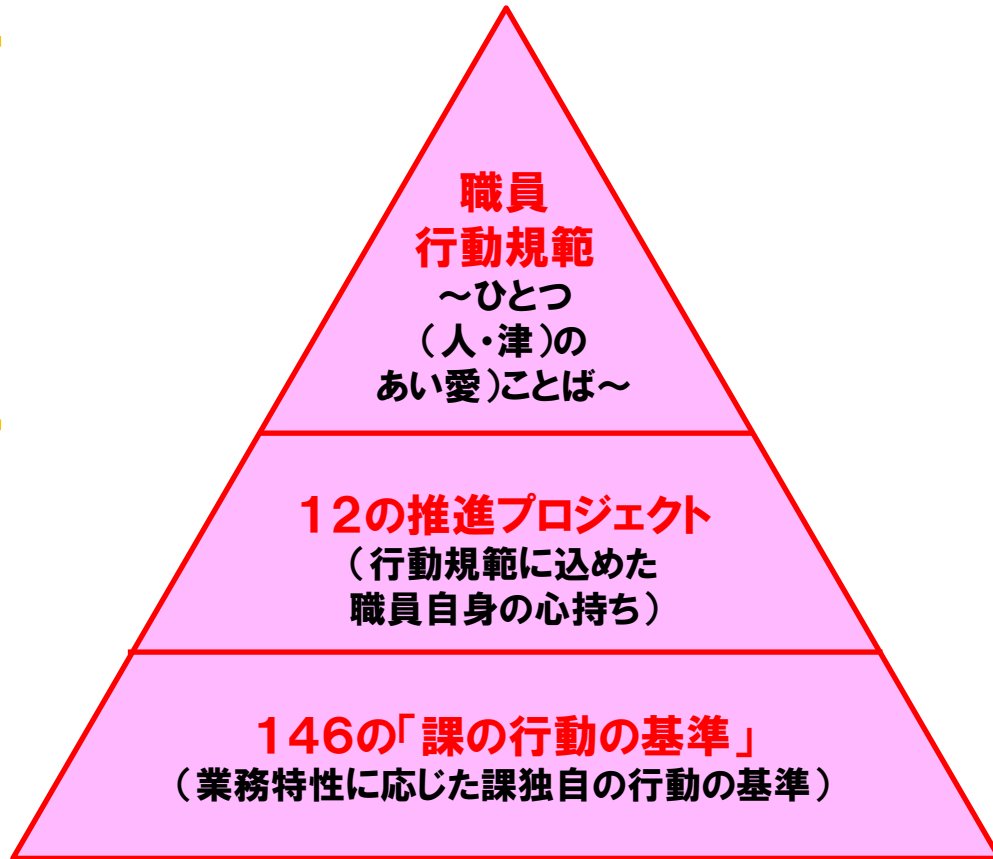 職員
行動規範
～ひとつ
（人・津）の
あい愛）ことば～
12の推進プロジェクト
（行動規範に込めた
職員自身の心持ち）
146の「課の行動の基準」
（業務特性に応じた課独自の行動の基準）